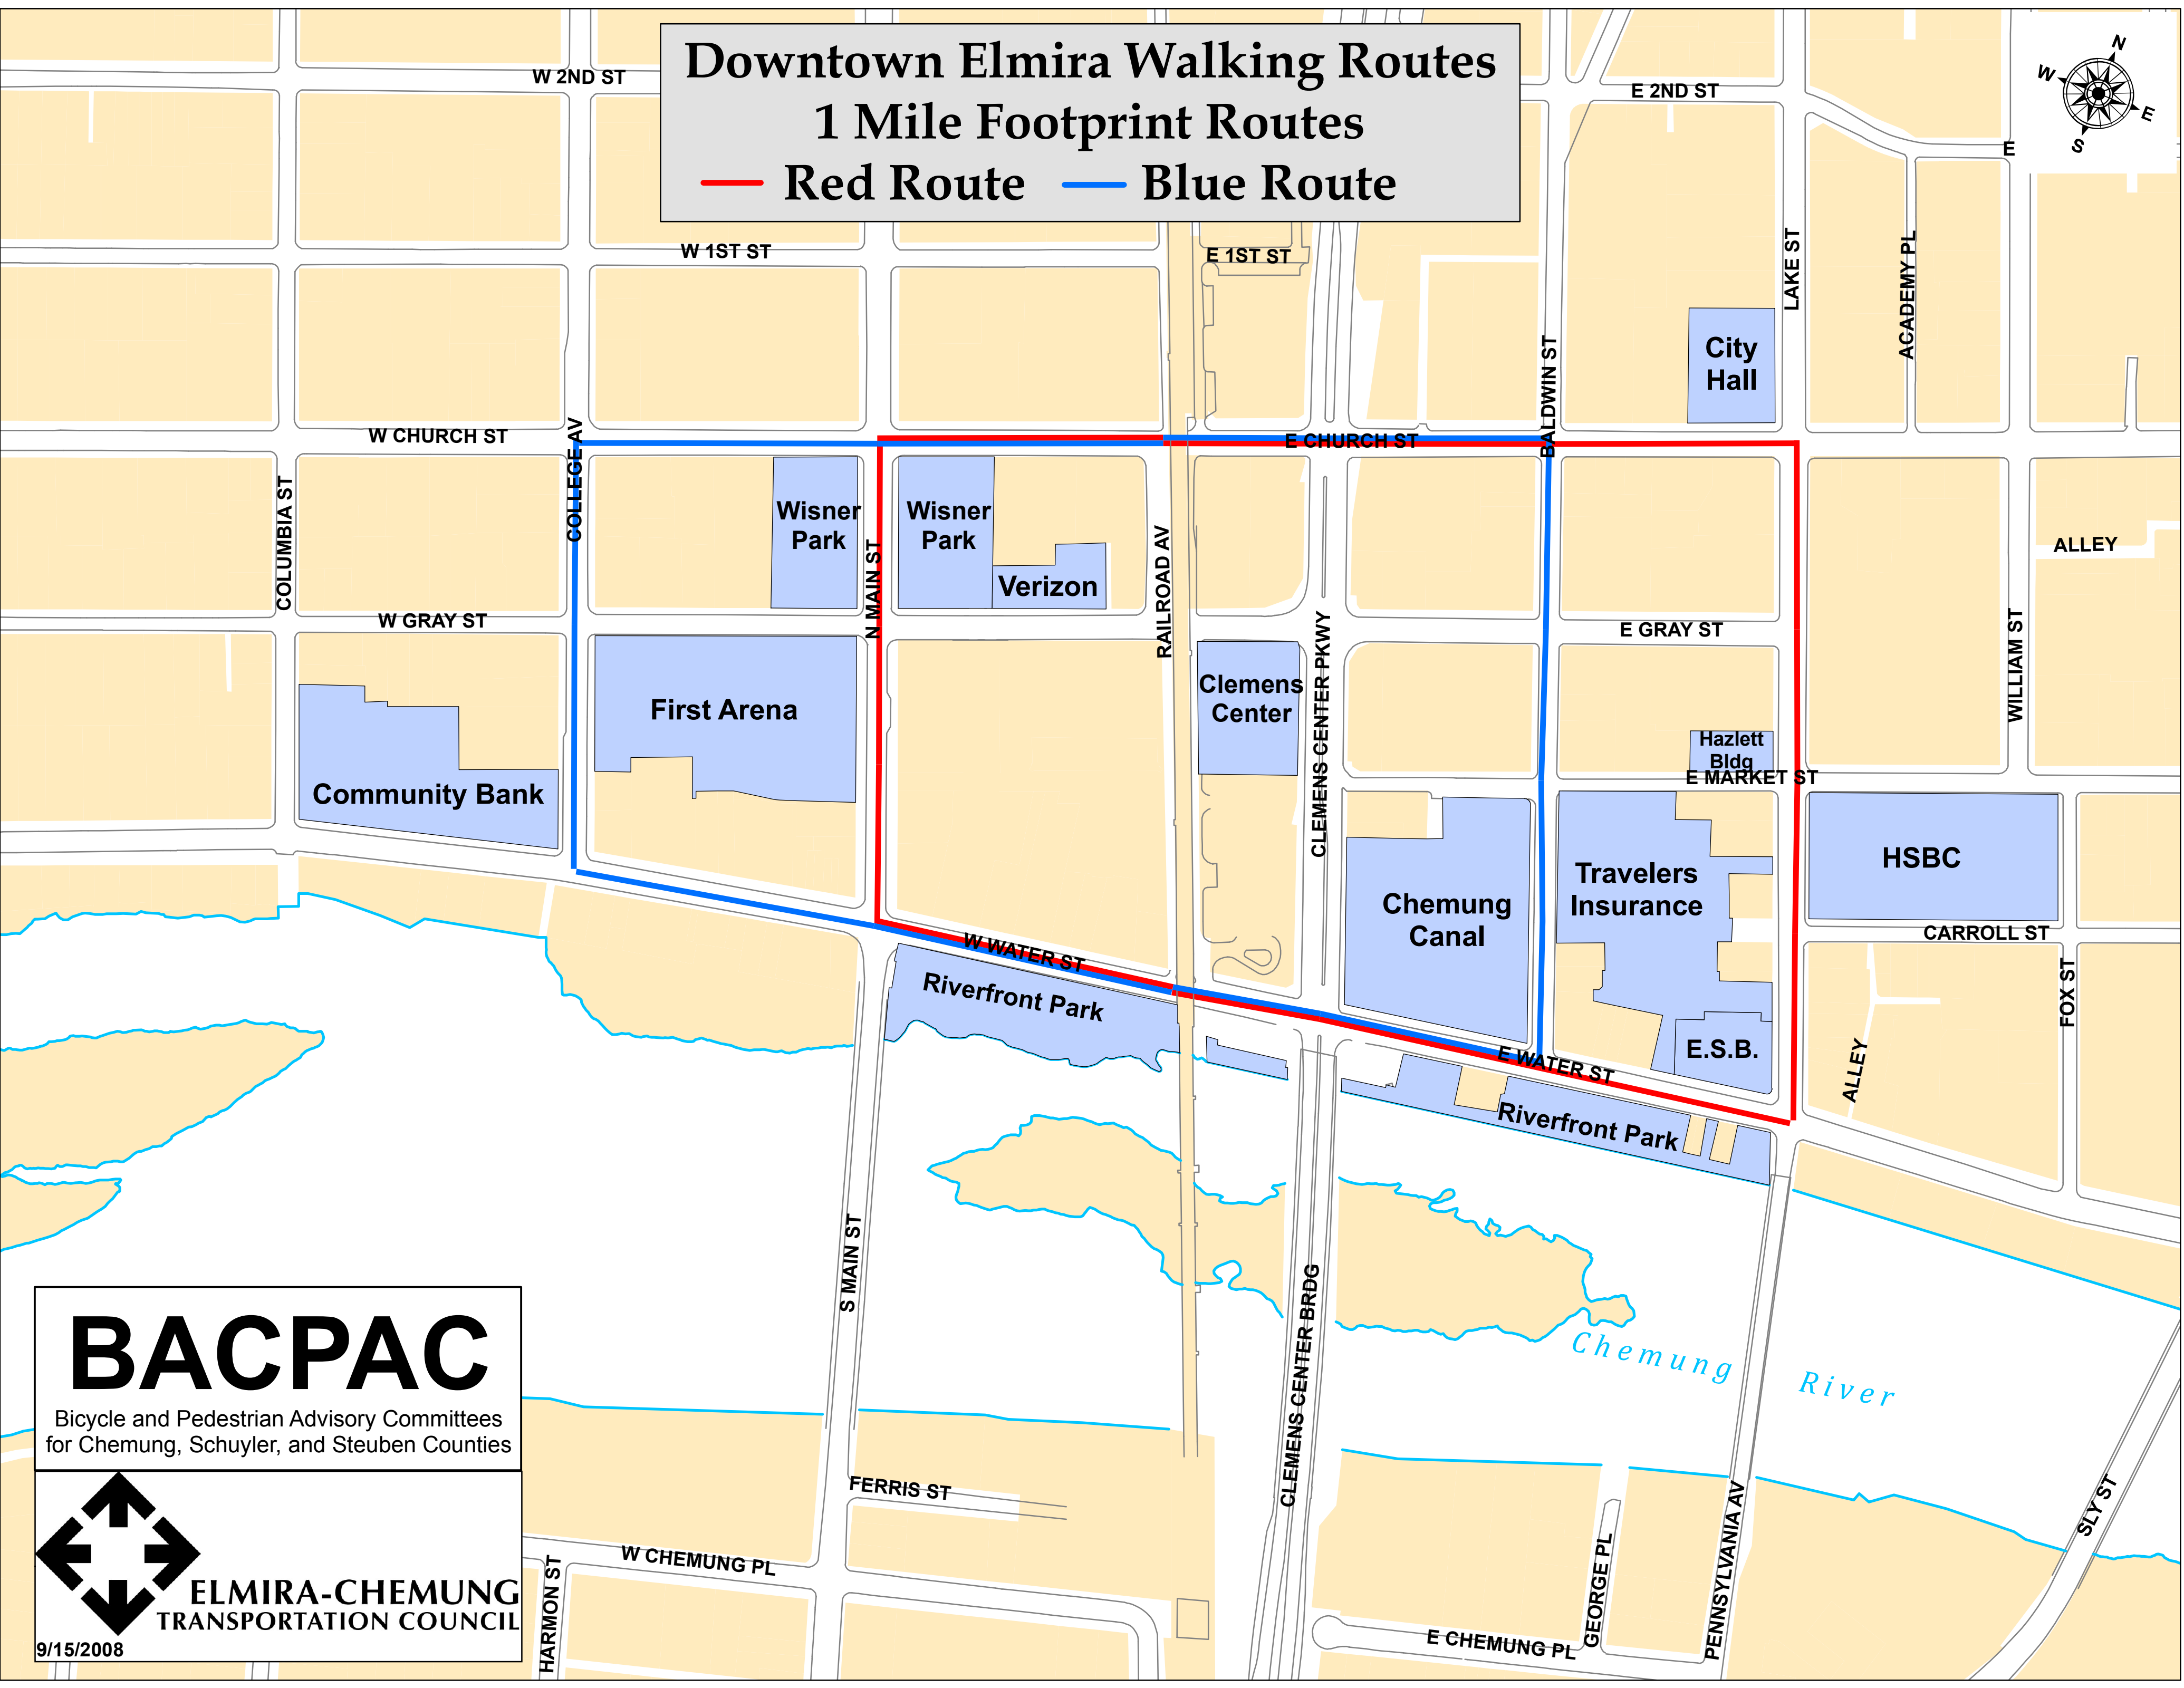 Downtown Elmira Walking Routes
1 Mile Footprint Routes
Red Route Blue Route
N
W
E
S
W 2ND ST
E 2ND ST
E
W 1ST ST
E 1ST ST
LAKE ST
ACADEMY PL
City
Hall
BALDWIN ST
W CHURCH ST
E CHURCH ST
COLLEGE AV
COLUMBIA ST
Wisner
Park
Wisner
Park
Verizon
N MAIN ST
RAILROAD AV
ALLEY
W GRAY ST
E GRAY ST
WILLIAM ST
CLEMENS CENTER PKWY
Clemens
Center
First Arena
Community Bank
Hazlett
Bldg
E MARKET ST
HSBC
Travelers
Insurance
Chemung
Canal
CARROLL ST
W WATER ST
FOX ST
Riverfront Park
E.S.B.
E WATER ST
ALLEY
Riverfront Park
S MAIN ST
CLEMENS CENTER BRDG
Chemung River
BACPAC
Bicycle and Pedestrian Advisory Committees
for Chemung, Schuyler, and Steuben Counties
FERRIS ST
PENNSYLVANIA AV
SLY ST
W CHEMUNG PL
GEORGE PL
HARMON ST
E CHEMUNG PL
ELMIRA-CHEMUNG
TRANSPORTATION COUNCIL
9/15/2008